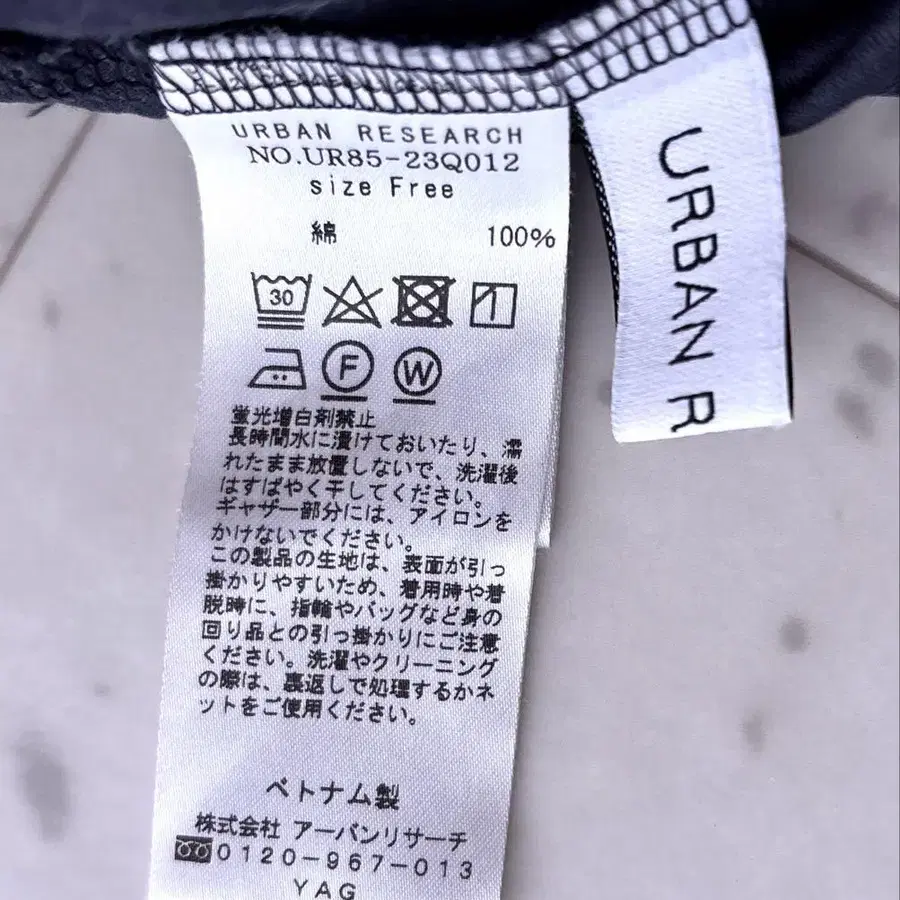 URBAN RESEARCH
NO.UR85-23Q012
size Free
綿 100%
30
F W
蛍光増白剤禁止
長時間水に漬けておいたり、濡
れたまま放置しないで、洗濯後
はすばやく干してください。
ギャザー部分には、アイロンを
かけないでください。
この製品の生地は、表面が引っ
掛かりやすいため、着用時や着
脱時に、指輪やバッグなど身の
回り品との引っ掛かりにご注意
ください。洗濯やクリーニング
の際は、裏返しで処理するかネ
ットをご使用ください。
ベトナム製
株式会社 アーバンリサーチ
0120-967-013
YAG
URBAN R